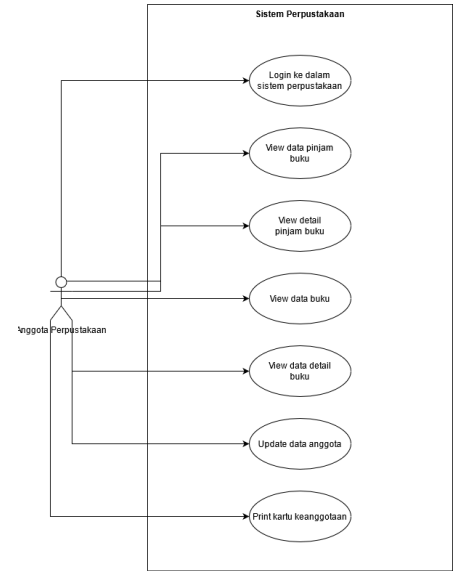 Sistem Perpustakaan
Login ke dalam
sistem perpustakaan
View data pinjam
buku
View detail
pinjam buku
View data buku
Anggota Perpustakaan
View data detail
buku
Update data anggota
Print kartu keanggotaan